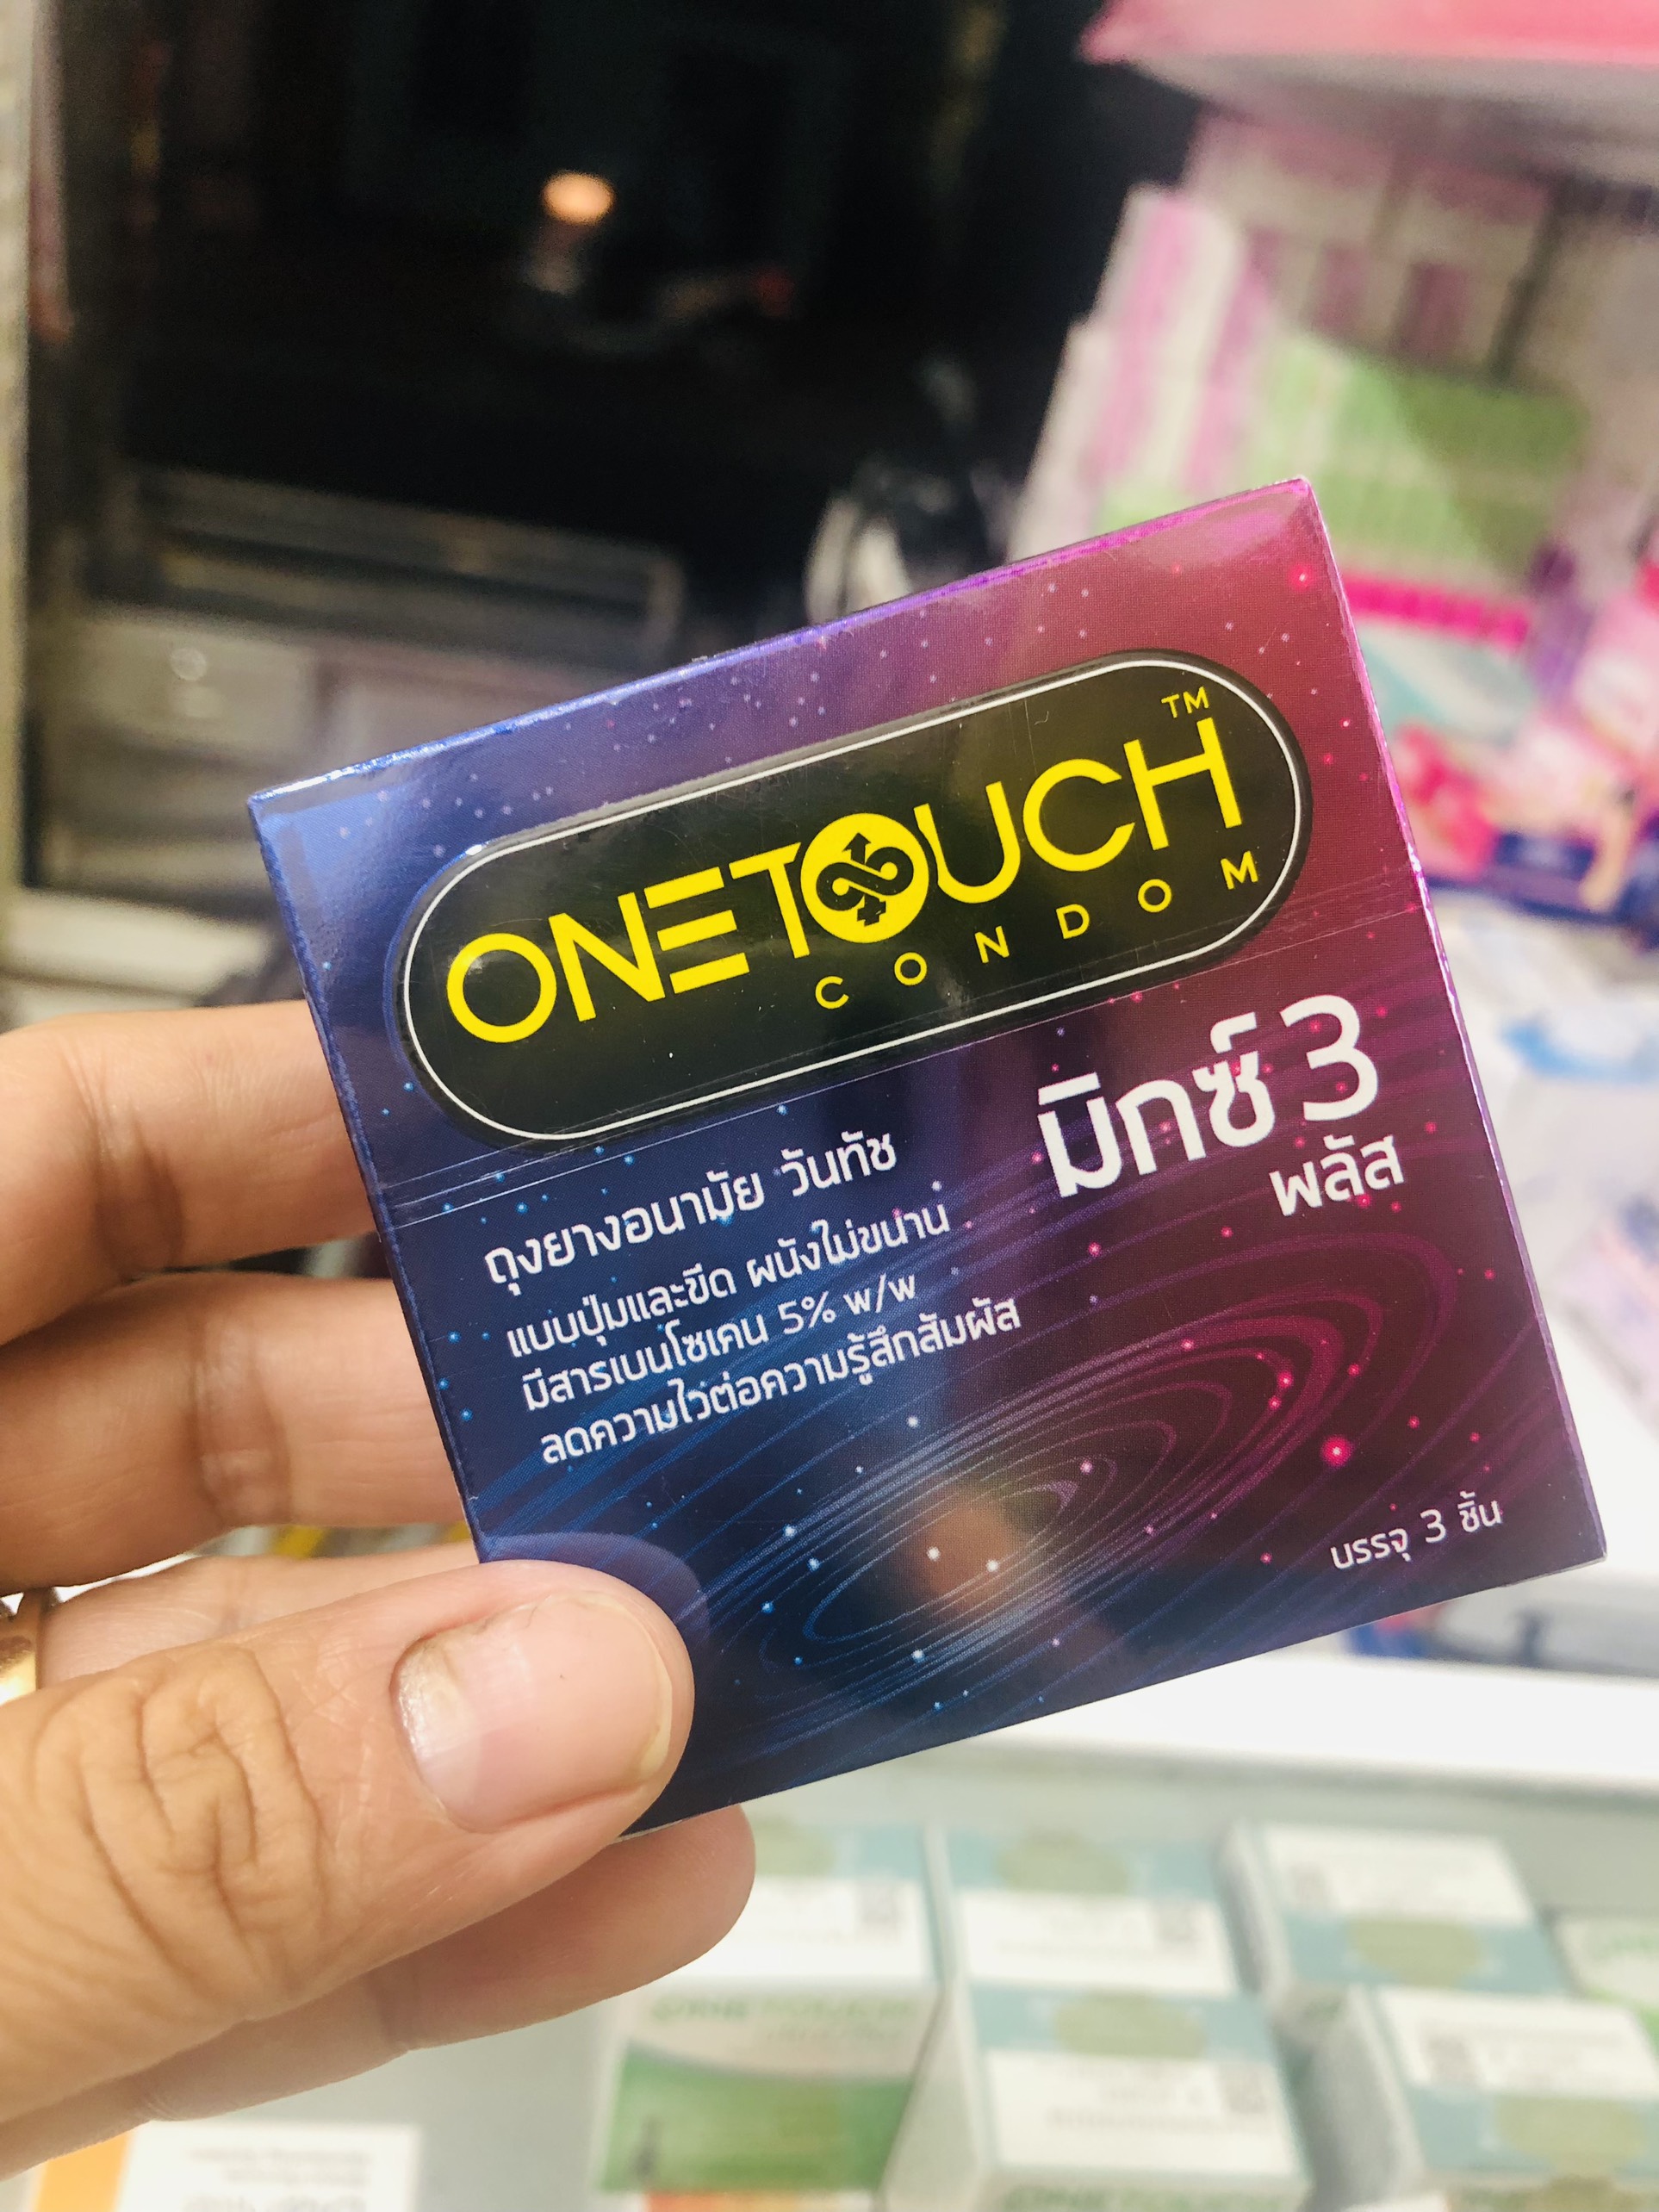 ONETOUCH™
CONDOM
มิกซ์ 3
พลัส
ถุงยางอนามัย วันทัช
แบบปุ่มและขีด ผนังไม่ขนาน
มีสารเบนโซเคน 5% w/w
ลดความไวต่อความรู้สึกสัมผัส
บรรจุ 3 ชิ้น